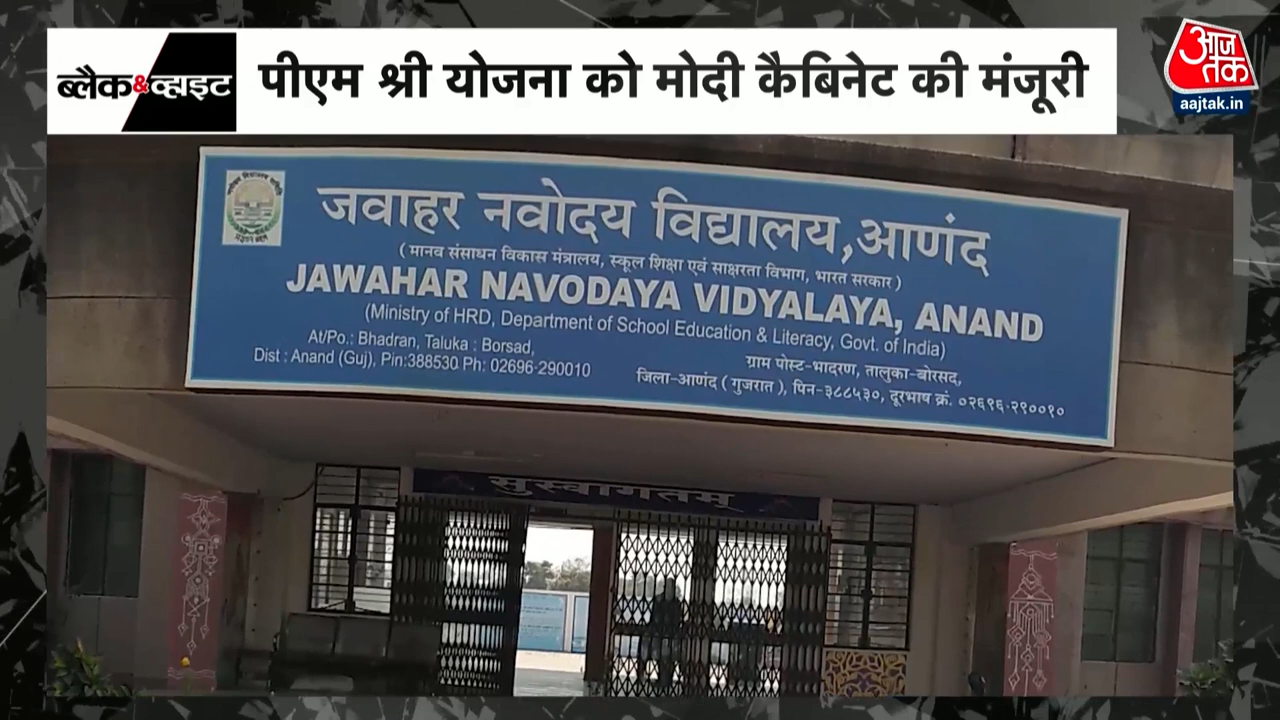 ब्लैक&व्हाइट
पीएम श्री योजना को मोदी कैबिनेट की मंजूरी
आज
तक
aajtak.in
जवाहर नवोदय विद्यालय,आणंद
( मानव संसाधन विकास मंत्रालय, स्कूल शिक्षा एवं साक्षरता विभाग, भारत सरकार )
JAWAHAR NAVODAYA VIDYALAYA, ANAND
(Ministry of HRD, Department of School Education & Literacy, Govt. of India)
At/Po.: Bhadran, Taluka : Borsad,
Dist : Anand (Guj), Pin:388530 Ph: 02696-290010
ग्राम पोस्ट-भादरण, तालुका-बोरसद,
जिला-आणंद ( गुजरात ), पिन-३८८५३०, दूरभाष क्रं. ०२६९६-२९००१०
सुस्वागतम्